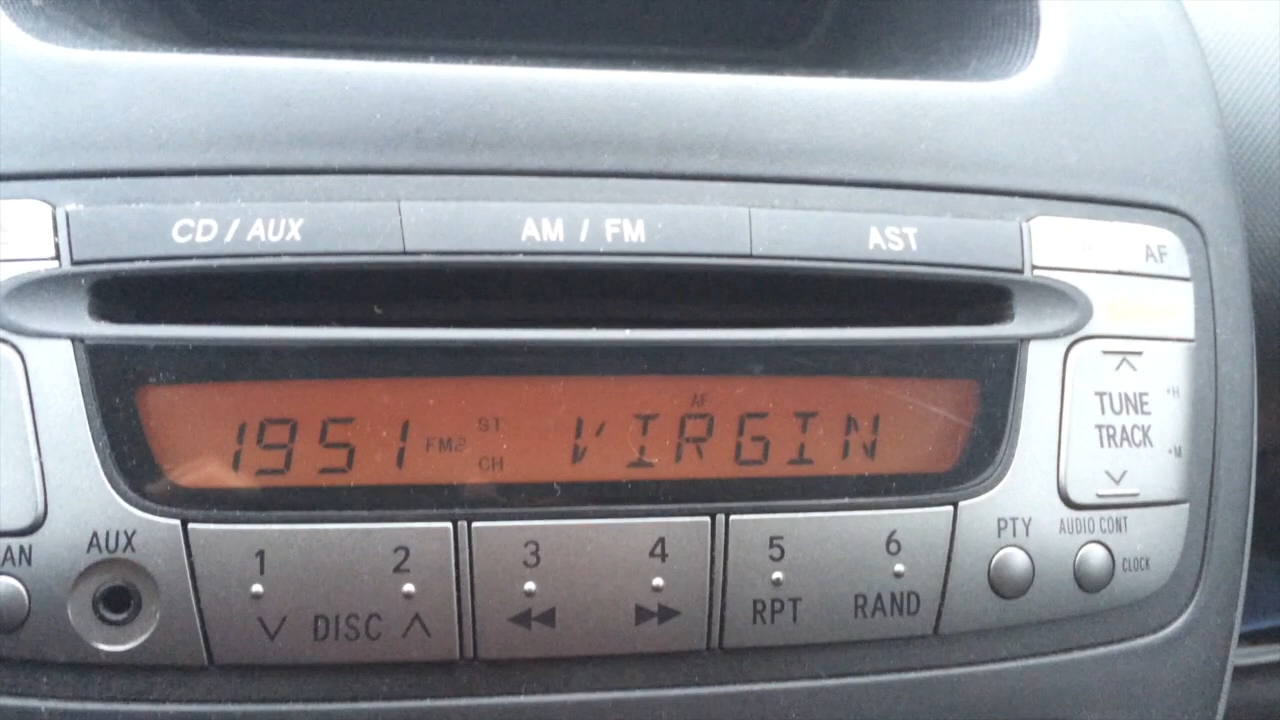 CD / AUX AM / FM AST AF
AF
1951 FM2 ST CH VIRGIN
TUNE
TRACK
•H
•M
AN AUX
1 2 3 4 5 6
DISC RPT RAND
PTY AUDIO CONT
CLOCK